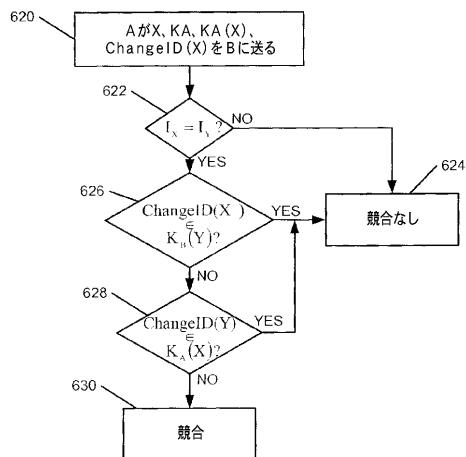 620
AがX、KA、KA(X)、
ChangeID(X)をBに送る
622
I_X = I_Y ?
NO
YES
624
競合なし
626
ChangeID(X )
∈
K_B(Y)?
YES
NO
628
ChangeID(Y)
∈
K_A(X)?
YES
NO
630
競合